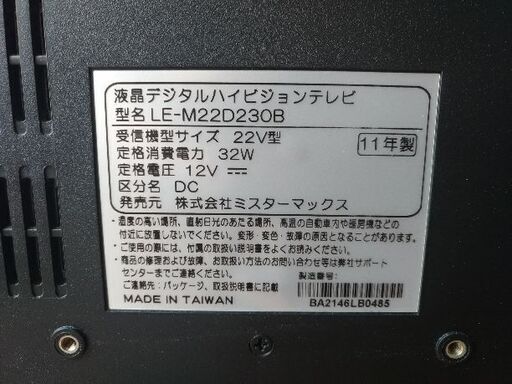 液晶デジタルハイビジョンテレビ
型名 LE-M22D230B
受信機型サイズ 22V型
定格消費電力 32W
定格電圧 12V ⎓
区分名 DC
11年製
発売元 株式会社ミスターマックス
・湿度の高い場所、直射日光のあたる場所、高温の自動車内や暖房機などの
付近に放置しないでください。変形・変色・故障の原因となることがあります。
・ご使用の際には、付属の取扱い説明書をよくお読みください。
・商品の修理および故障、お取扱い方法のお問い合わせ等は弊社サポート
センターまでご連絡ください。
ご連絡先：パッケージ、取扱説明書に記載
製造番号：
MADE IN TAIWAN
BA2146LB0485